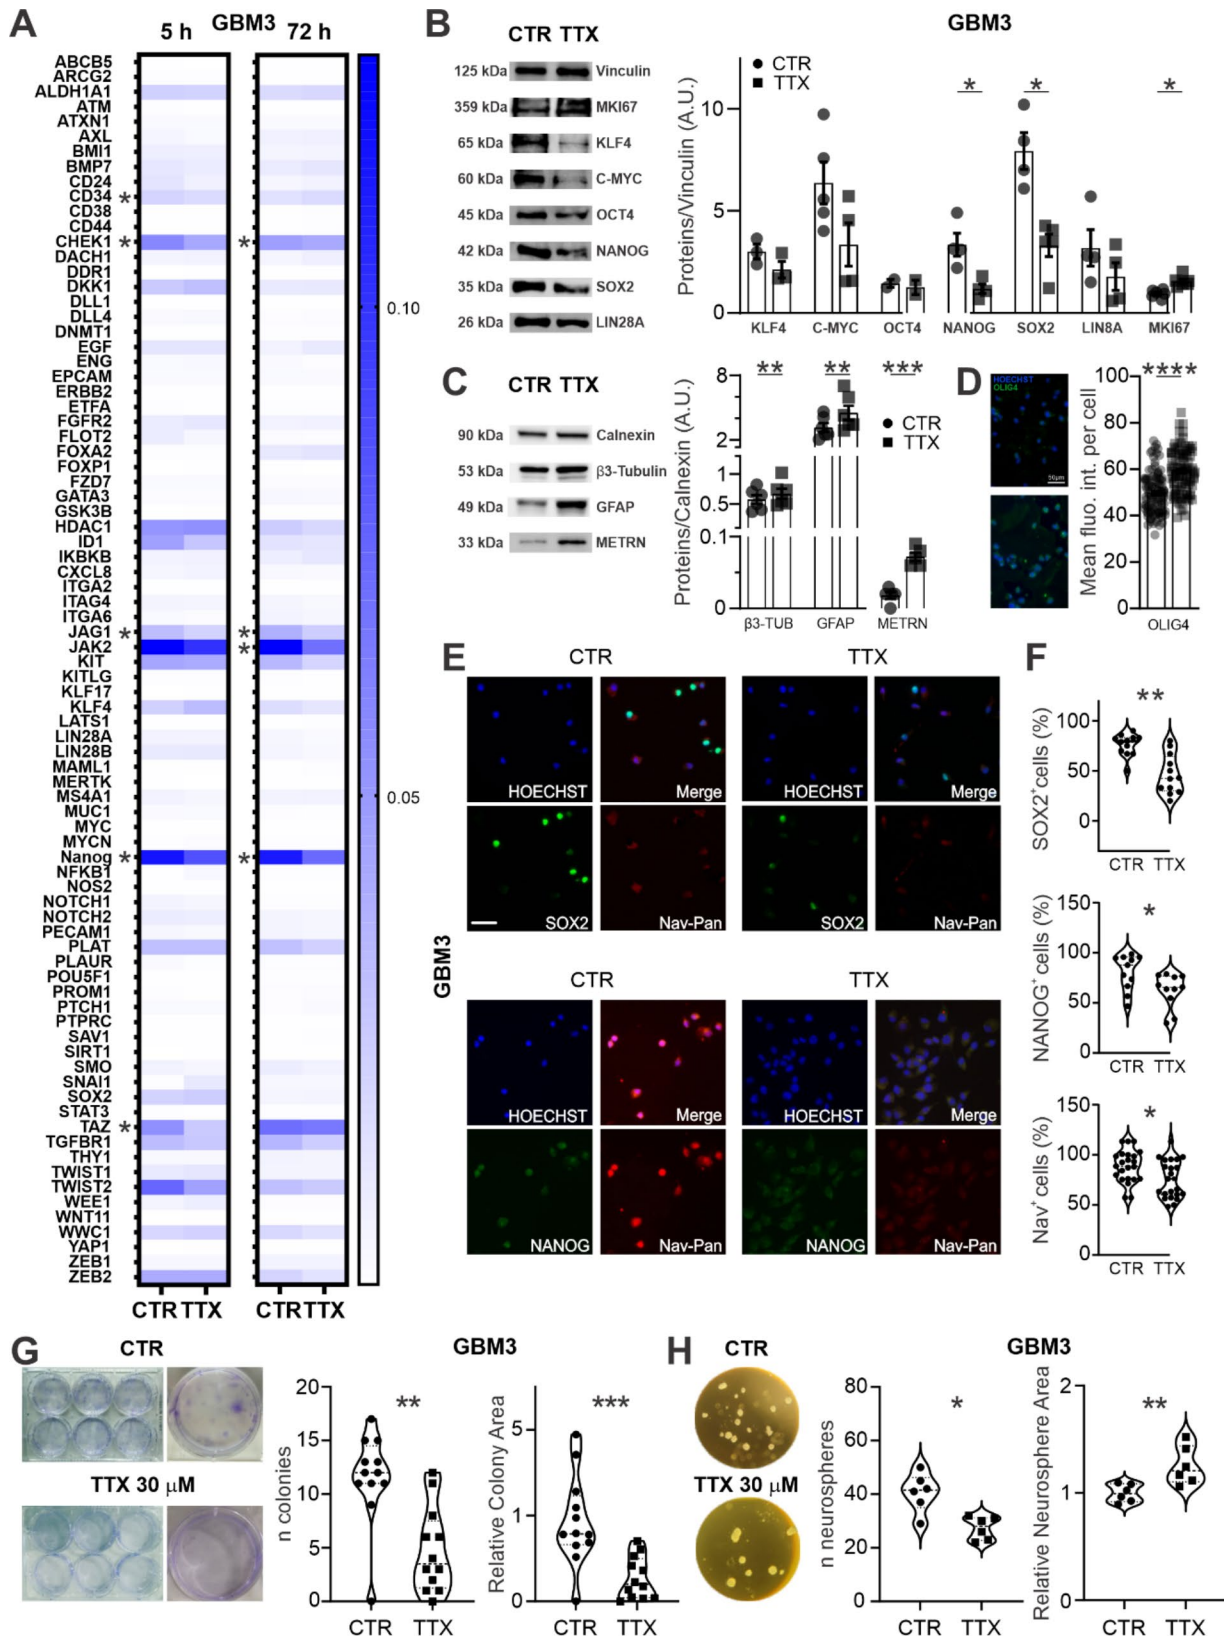 A
GBM3
5 h
72 h
ABCB5
ARCG2
ALDH1A1
ATM
ATXN1
AXL
BMI1
BMP7
CD24
CD34 *
CD38
CD44
CHEK1 * *
DACH1
DDR1
DKK1
DLL1
DLL4
DNMT1
EGF
ENG
EPCAM
ERBB2
ETFA
FGFR2
FLOT2
FOXA2
FOXP1
FZD7
GATA3
GSK3B
HDAC1
ID1
IKBKB
CXCL8
ITGA2
ITAG4
ITGA6
JAG1 * *
JAK2 *
KIT
KITLG
KLF17
KLF4
LATS1
LIN28A
LIN28B
MAML1
MERTK
MS4A1
MUC1
MYC
MYCN
Nanog * *
NFKB1
NOS2
NOTCH1
NOTCH2
PECAM1
PLAT
PLAUR
POU5F1
PROM1
PTCH1
PTPRC
SAV1
SIRT1
SMO
SNAI1
SOX2
STAT3
TAZ *
TGFBR1
THY1
TWIST1
TWIST2
WEE1
WNT11
WWC1
YAP1
ZEB1
ZEB2
CTR TTX
CTR TTX
0.10
0.05
B
CTR TTX
125 kDa Vinculin
359 kDa MKI67
65 kDa KLF4
60 kDa C-MYC
45 kDa OCT4
42 kDa NANOG
35 kDa SOX2
26 kDa LIN28A
GBM3
CTR
TTX
* * *
Proteins/Vinculin (A.U.)
10
5
0
KLF4 C-MYC OCT4 NANOG SOX2 LIN8A MKI67
C
CTR TTX
90 kDa Calnexin
53 kDa β3-Tubulin
49 kDa GFAP
33 kDa METRN
Proteins/Calnexin (A.U.)
** ** ***
CTR
TTX
8
2
1
0.5
0.1
0
β3-TUB GFAP METRN
D
HOECHST
OLIG4
50µm
Mean fluo. int. per cell
****
100
80
60
40
20
0
OLIG4
E
GBM3
CTR
TTX
HOECHST
Merge
HOECHST
Merge
SOX2
Nav-Pan
SOX2
Nav-Pan
CTR
TTX
HOECHST
Merge
HOECHST
Merge
NANOG
Nav-Pan
NANOG
Nav-Pan
F
SOX2⁺cells (%)
**
100
50
0
CTR TTX
NANOG⁺ cells (%)
*
150
100
50
0
CTR TTX
Nav⁺ cells (%)
*
150
100
50
0
CTR TTX
G
CTR
TTX 30 µM
GBM3
n colonies
**
20
15
10
5
0
CTR TTX
Relative Colony Area
***
5
1
0
CTR TTX
H
CTR
TTX 30 µM
GBM3
n neurospheres
*
80
60
40
20
0
CTR TTX
Relative Neurosphere Area
**
2
1
0
CTR TTX